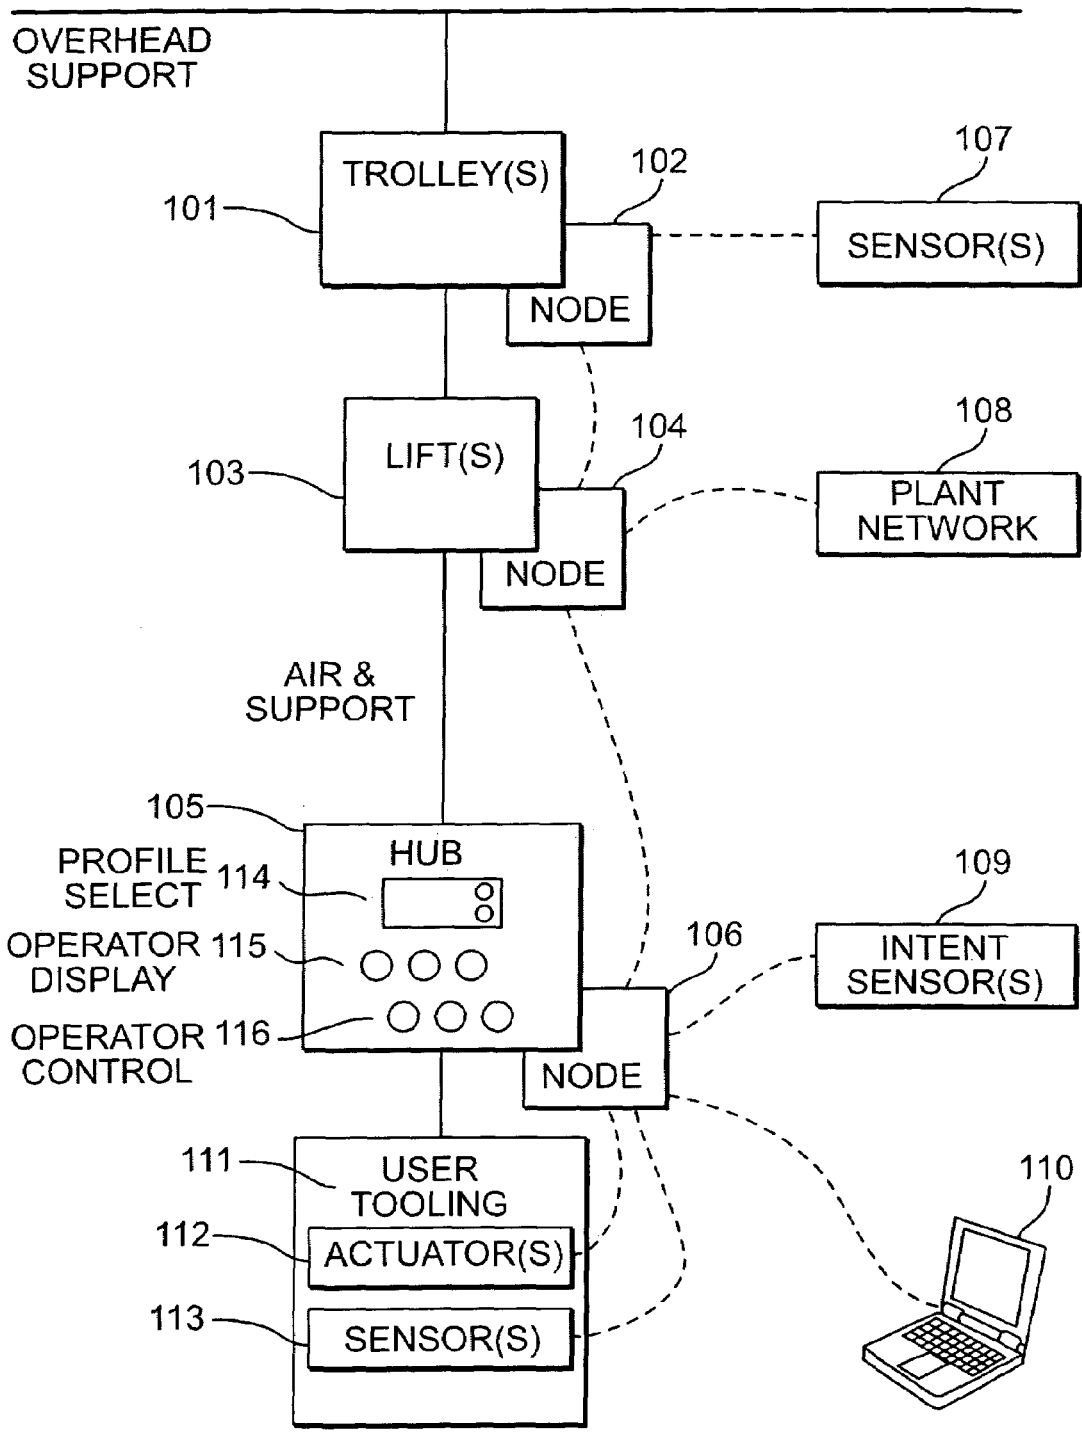 OVERHEAD
SUPPORT
TROLLEY(S)
101
102
107
SENSOR(S)
NODE
LIFT(S)
103
104
108
PLANT
NETWORK
NODE
AIR &
SUPPORT
105
HUB
PROFILE
SELECT
114
109
OPERATOR
DISPLAY
115
106
INTENT
SENSOR(S)
OPERATOR
CONTROL
116
NODE
111
USER
TOOLING
110
112
ACTUATOR(S)
113
SENSOR(S)